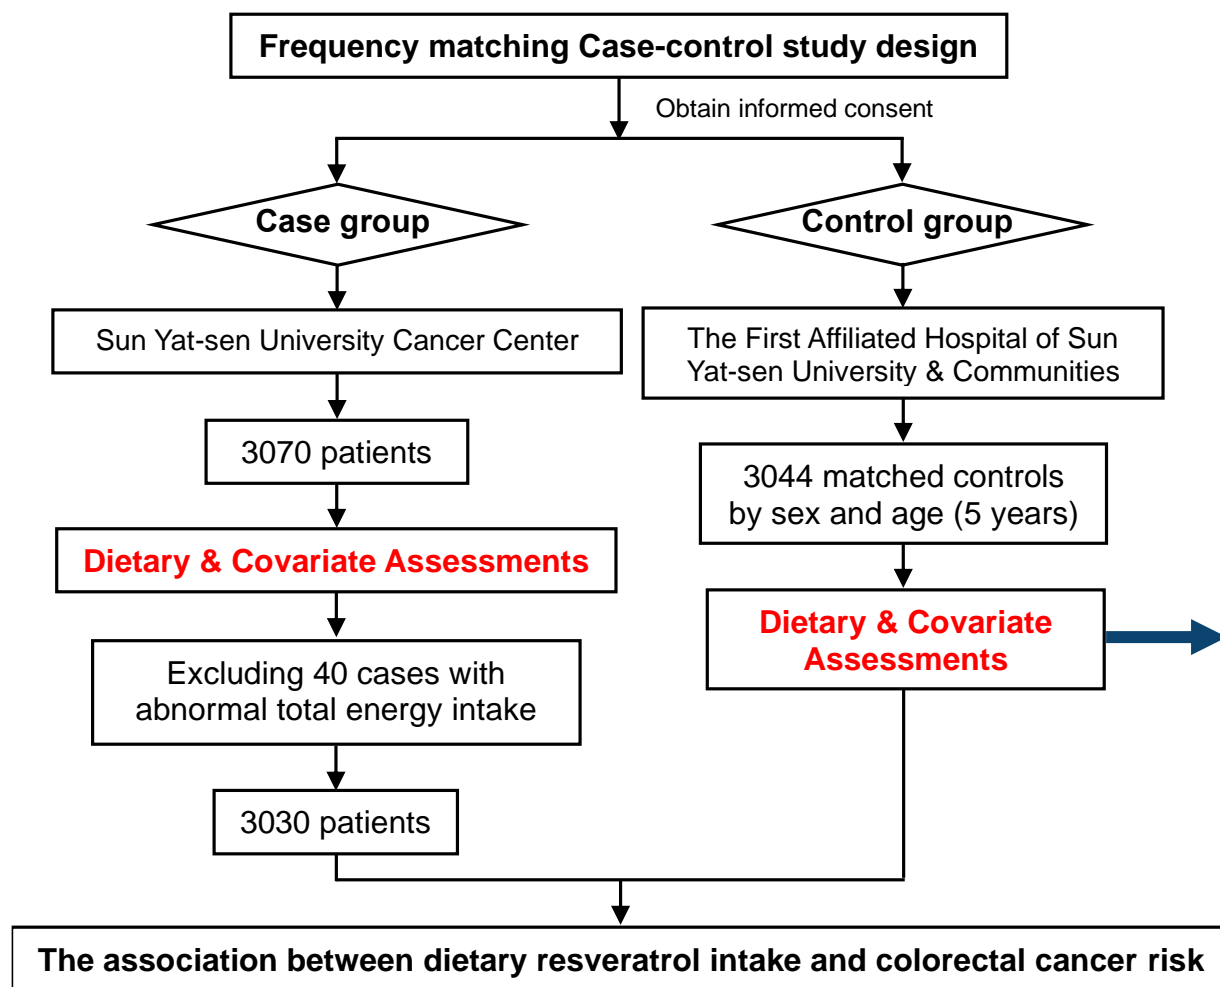 Frequency matching Case-control study design
Obtain informed consent
Case group
Control group
Sun Yat-sen University Cancer Center
The First Affiliated Hospital of Sun
Yat-sen University & Communities
3070 patients
3044 matched controls
by sex and age (5 years)
Dietary & Covariate Assessments
Dietary & Covariate
Assessments
Excluding 40 cases with
abnormal total energy intake
3030 patients
The association between dietary resveratrol intake and colorectal cancer risk